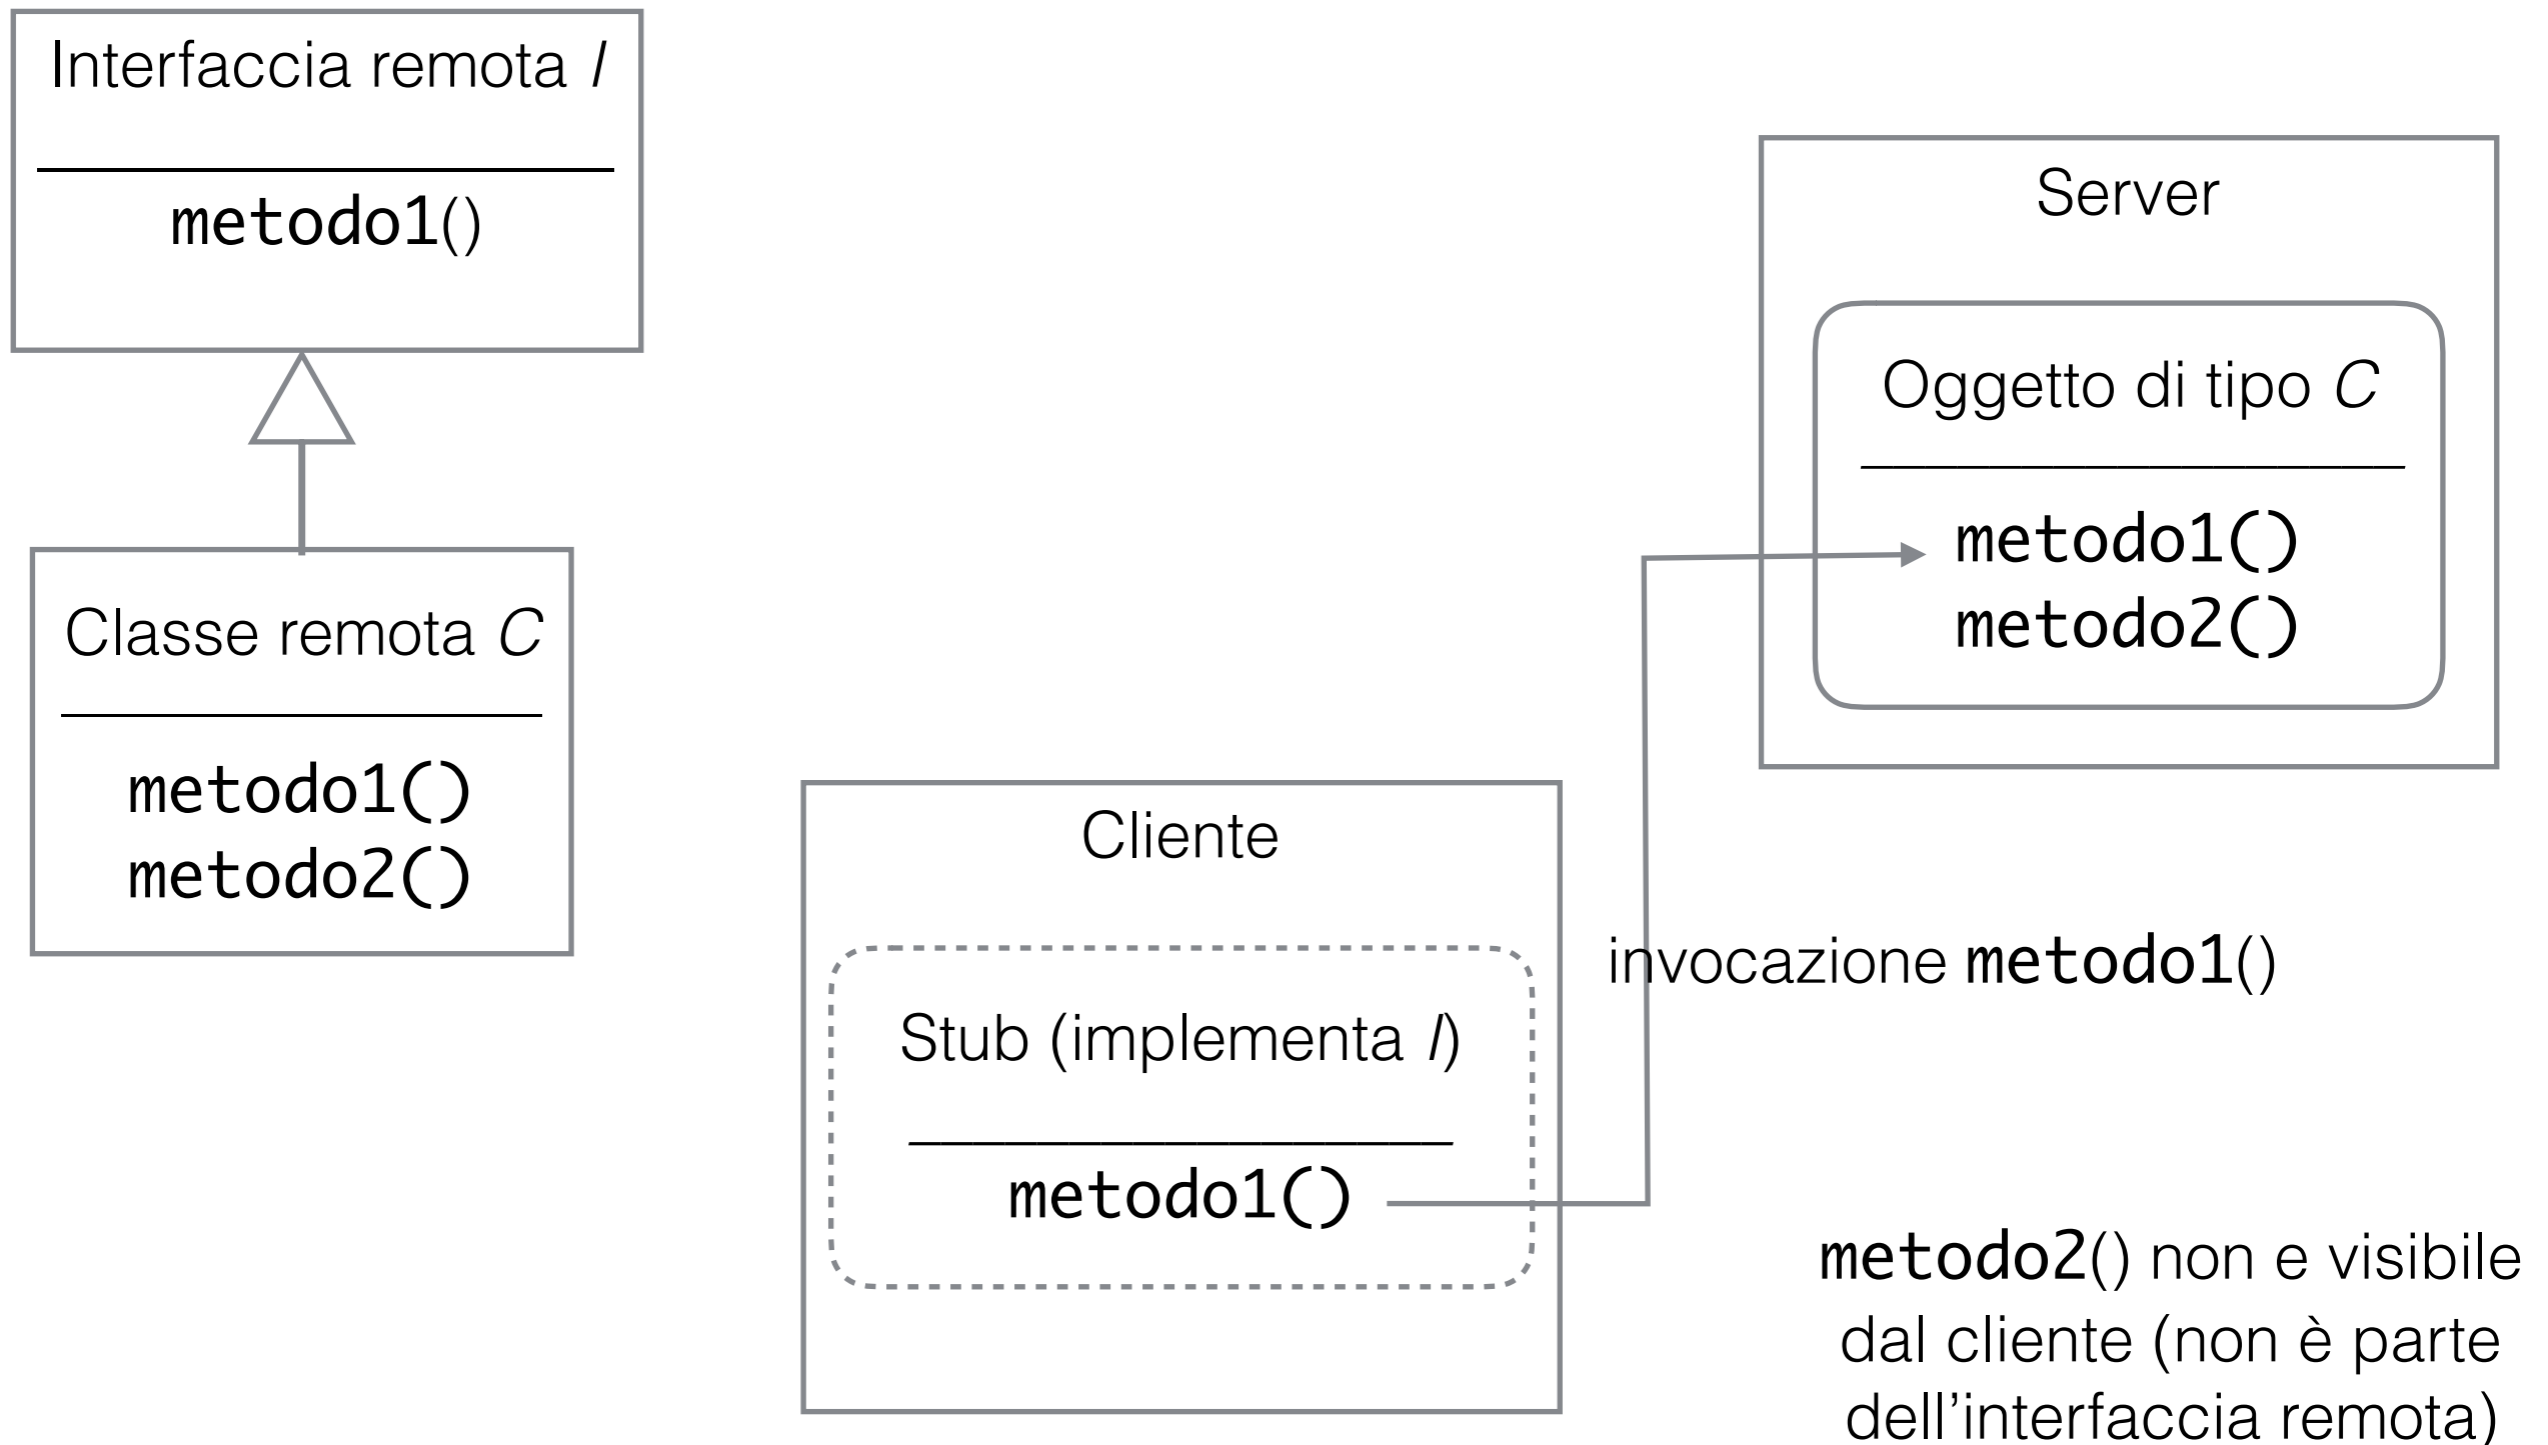 Interfaccia remota I
metodo1()
Classe remota C
metodo1()
metodo2()
Server
Oggetto di tipo C
metodo1()
metodo2()
Cliente
Stub (implementa I)
metodo1()
invocazione metodo1()
metodo2() non e visibile
dal cliente (non è parte
dell’interfaccia remota)